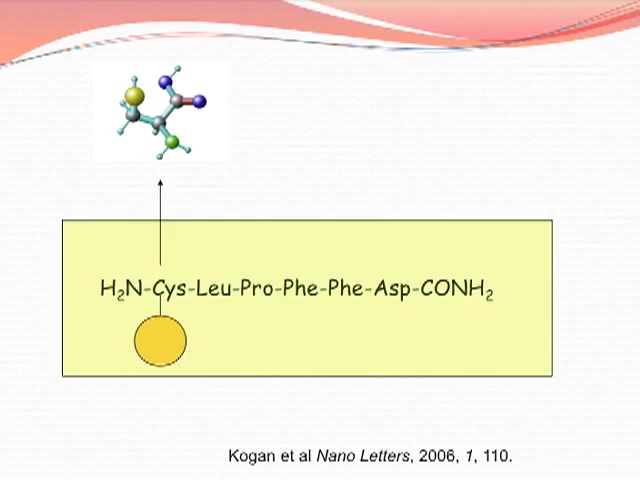 H₂N-Cys-Leu-Pro-Phe-Phe-Asp-CONH₂
Kogan et al Nano Letters, 2006, 1, 110.